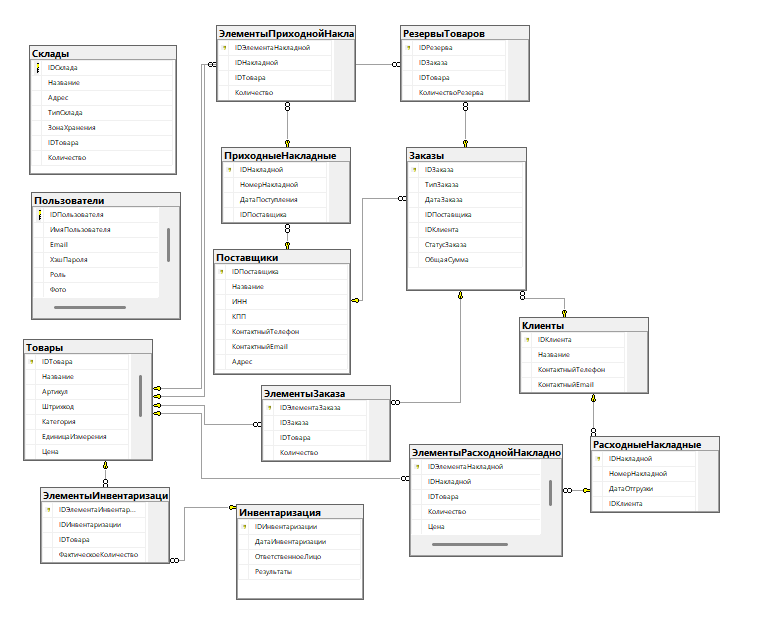 Склады
IDСклада
Название
Адрес
ТипСклада
ЗонаХранения
IDТовара
Количество
ЭлементыПриходнойНакла
IDЭлементаНакладной
IDНакладной
IDТовара
Количество
РезервыТоваров
IDРезерва
IDЗаказа
IDТовара
КоличествоРезерва
Пользователи
IDПользователя
ИмяПользователя
Email
ХэшПароля
Роль
Фото
ПриходныеНакладные
IDНакладной
НомерНакладной
ДатаПоступления
IDПоставщика
Заказы
IDЗаказа
ТипЗаказа
ДатаЗаказа
IDПоставщика
IDКлиента
СтатусЗаказа
ОбщаяСумма
Поставщики
IDПоставщика
Название
ИНН
КПП
КонтактныйТелефон
КонтактныйEmail
Адрес
Клиенты
IDКлиента
Название
КонтактныйТелефон
КонтактныйEmail
Товары
IDТовара
Название
Артикул
Штрихкод
Категория
ЕдиницаИзмерения
Цена
ЭлементыЗаказа
IDЭлементаЗаказа
IDЗаказа
IDТовара
Количество
ЭлементыРасходнойНакладно
IDЭлементаНакладной
IDНакладной
IDТовара
Количество
Цена
РасходныеНакладные
IDНакладной
НомерНакладной
ДатаОтгрузки
IDКлиента
ЭлементыИнвентаризаци
IDЭлементаИнвентар...
IDИнвентаризации
IDТовара
ФактическоеКоличество
Инвентаризация
IDИнвентаризации
ДатаИнвентаризации
ОтветственноеЛицо
Результаты